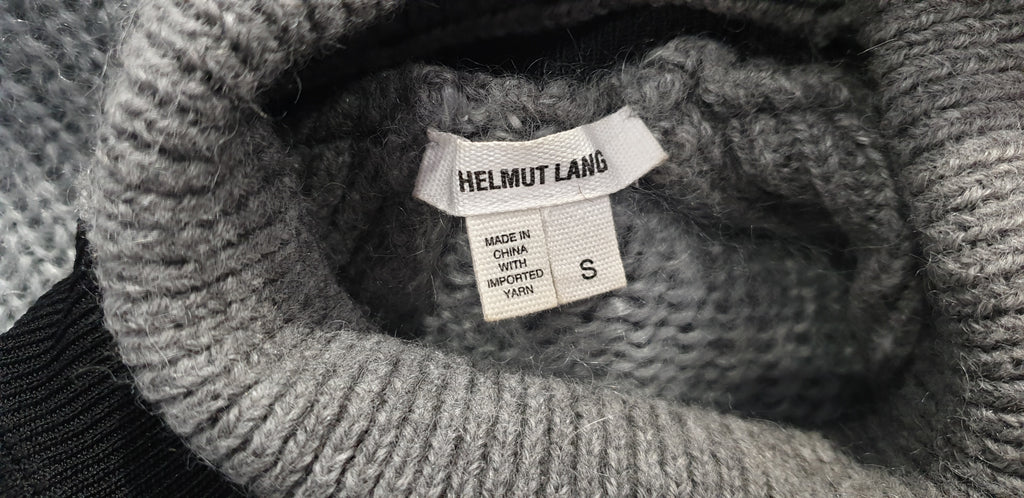 HELMUT LANG
MADE IN
CHINA
WITH
IMPORTED
YARN
S